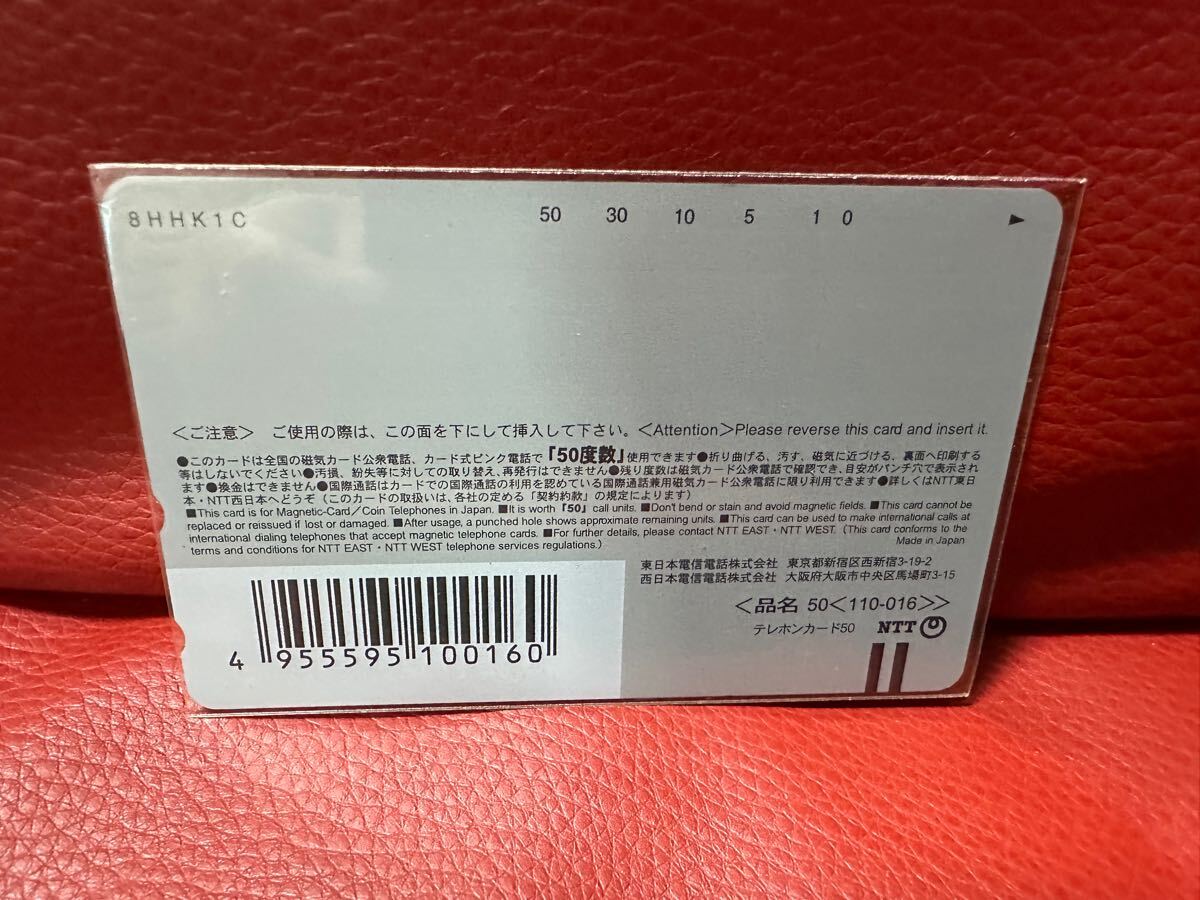 8HHK1C 50 30 10 5 1 0 ▶
＜ご注意＞ ご使用の際は、この面を下にして挿入して下さい。＜Attention＞Please reverse this card and insert it.
●このカードは全国の磁気カード公衆電話、カード式ピンク電話で「50度数」使用できます●折り曲げる、汚す、磁気に近づける、裏面へ印刷する
等はしないでください●汚損、紛失等に対しての取り替え、再発行はできません●残り度数は磁気カード公衆電話で確認でき、目安がパンチ穴で表示され
ます●換金はできません●国際通話はカードでの国際通話の利用を認めている国際通話兼用磁気カード公衆電話に限り利用できます●詳しくはNTT東日
本・NTT西日本へどうぞ（このカードの取扱いは、各社の定める「契約約款」の規定によります）
■This card is for Magnetic-Card／Coin Telephones in Japan. ■It is worth「50」call units. ■Don't bend or stain and avoid magnetic fields. ■This card cannot be
replaced or reissued if lost or damaged. ■After usage, a punched hole shows approximate remaining units. ■This card can be used to make international calls at
international dialing telephones that accept magnetic telephone cards. ■For further details, please contact NTT EAST・NTT WEST.（This card conforms to the
terms and conditions for NTT EAST・NTT WEST telephone services regulations.） Made in Japan
東日本電信電話株式会社 東京都新宿区西新宿3-19-2
西日本電信電話株式会社 大阪府大阪市中央区馬場町3-15
＜品名 50＜110-016＞＞
テレホンカード50 NTT
4 955595 100160